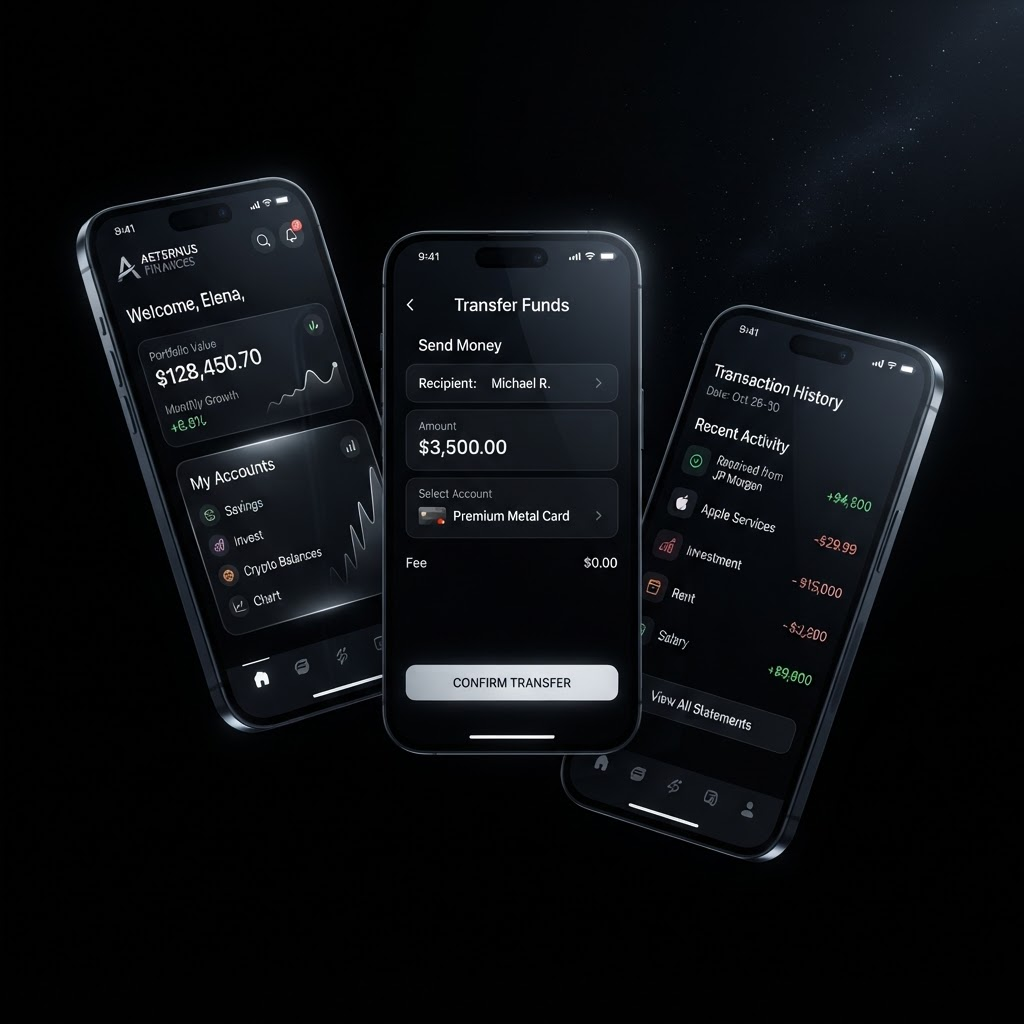 9:41
AETERNUS
FINANCES
Welcome, Elena,
Portfolio Value
$128,450.70
Monthly Growth
My Accounts
Savings
Invest
Crypto Balances
Chart
9:41
Transfer Funds
Send Money
Recipient: Michael R.
Amount
$3,500.00
Select Account
Premium Metal Card
Fee $0.00
CONFIRM TRANSFER
9:41
Transaction History
Recent Activity
Received from
JP Morgan
Apple Services
-$29.99
Investment
Rent
Salary
View All Statements